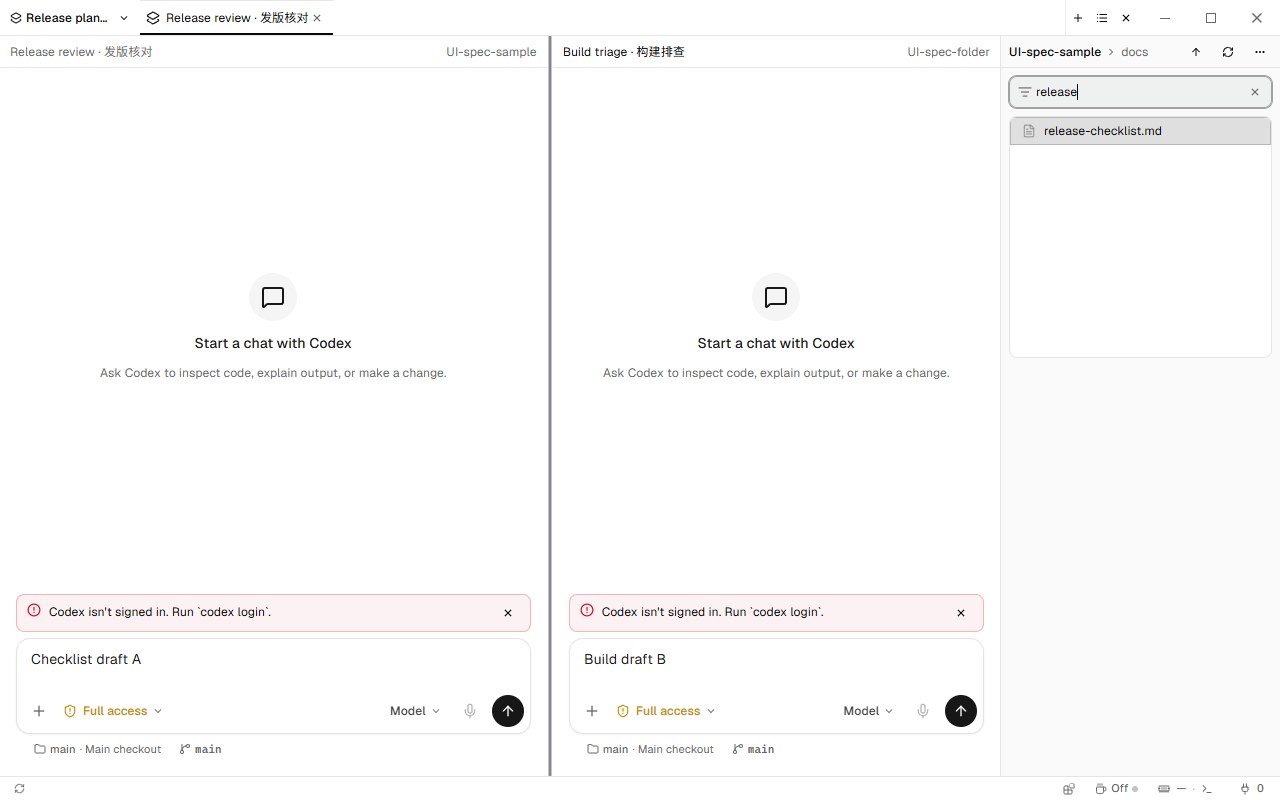 Release plan...
Release review · 发版核对
Release review · 发版核对
UI-spec-sample
Build triage · 构建排查
UI-spec-folder
UI-spec-sample > docs
release
release-checklist.md
Start a chat with Codex
Ask Codex to inspect code, explain output, or make a change.
Start a chat with Codex
Ask Codex to inspect code, explain output, or make a change.
Codex isn't signed in. Run `codex login`.
Checklist draft A
Full access
Model
main · Main checkout
main
Codex isn't signed in. Run `codex login`.
Build draft B
Full access
Model
main · Main checkout
main
Off
— ·
0